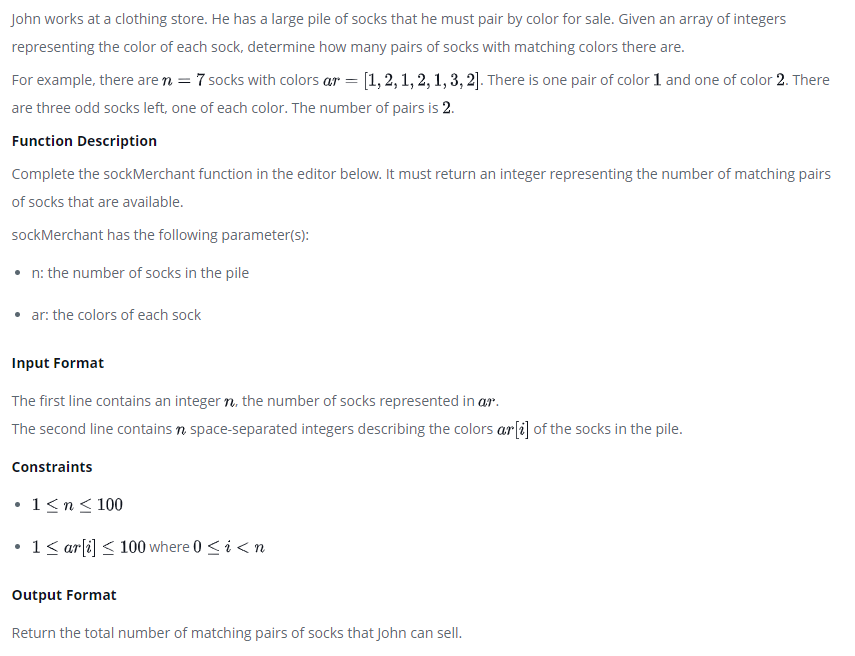 John works at a clothing store. He has a large pile of socks that he must pair by color for sale. Given an array of integers
representing the color of each sock, determine how many pairs of socks with matching colors there are.
For example, there are n = 7 socks with colors ar = [1, 2, 1, 2, 1, 3, 2]. There is one pair of color 1 and one of color 2. There
are three odd socks left, one of each color. The number of pairs is 2.
Function Description
Complete the sockMerchant function in the editor below. It must return an integer representing the number of matching pairs
of socks that are available.
sockMerchant has the following parameter(s):
• n: the number of socks in the pile
• ar: the colors of each sock
Input Format
The first line contains an integer n, the number of socks represented in ar.
The second line contains n space-separated integers describing the colors ar[i] of the socks in the pile.
Constraints
• 1 ≤ n ≤ 100
• 1 ≤ ar[i] ≤ 100 where 0 ≤ i < n
Output Format
Return the total number of matching pairs of socks that John can sell.